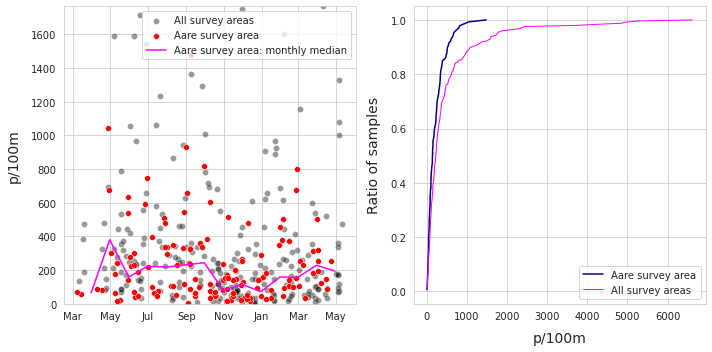 All survey areas
Aare survey area
Aare survey area: monthly median
1600
1400
1200
1000
800
600
400
200
0
p/100m
Mar May Jul Sep Nov Jan Mar May
1.0
0.8
0.6
0.4
0.2
0.0
Ratio of samples
Aare survey area
All survey areas
0 1000 2000 3000 4000 5000 6000
p/100m